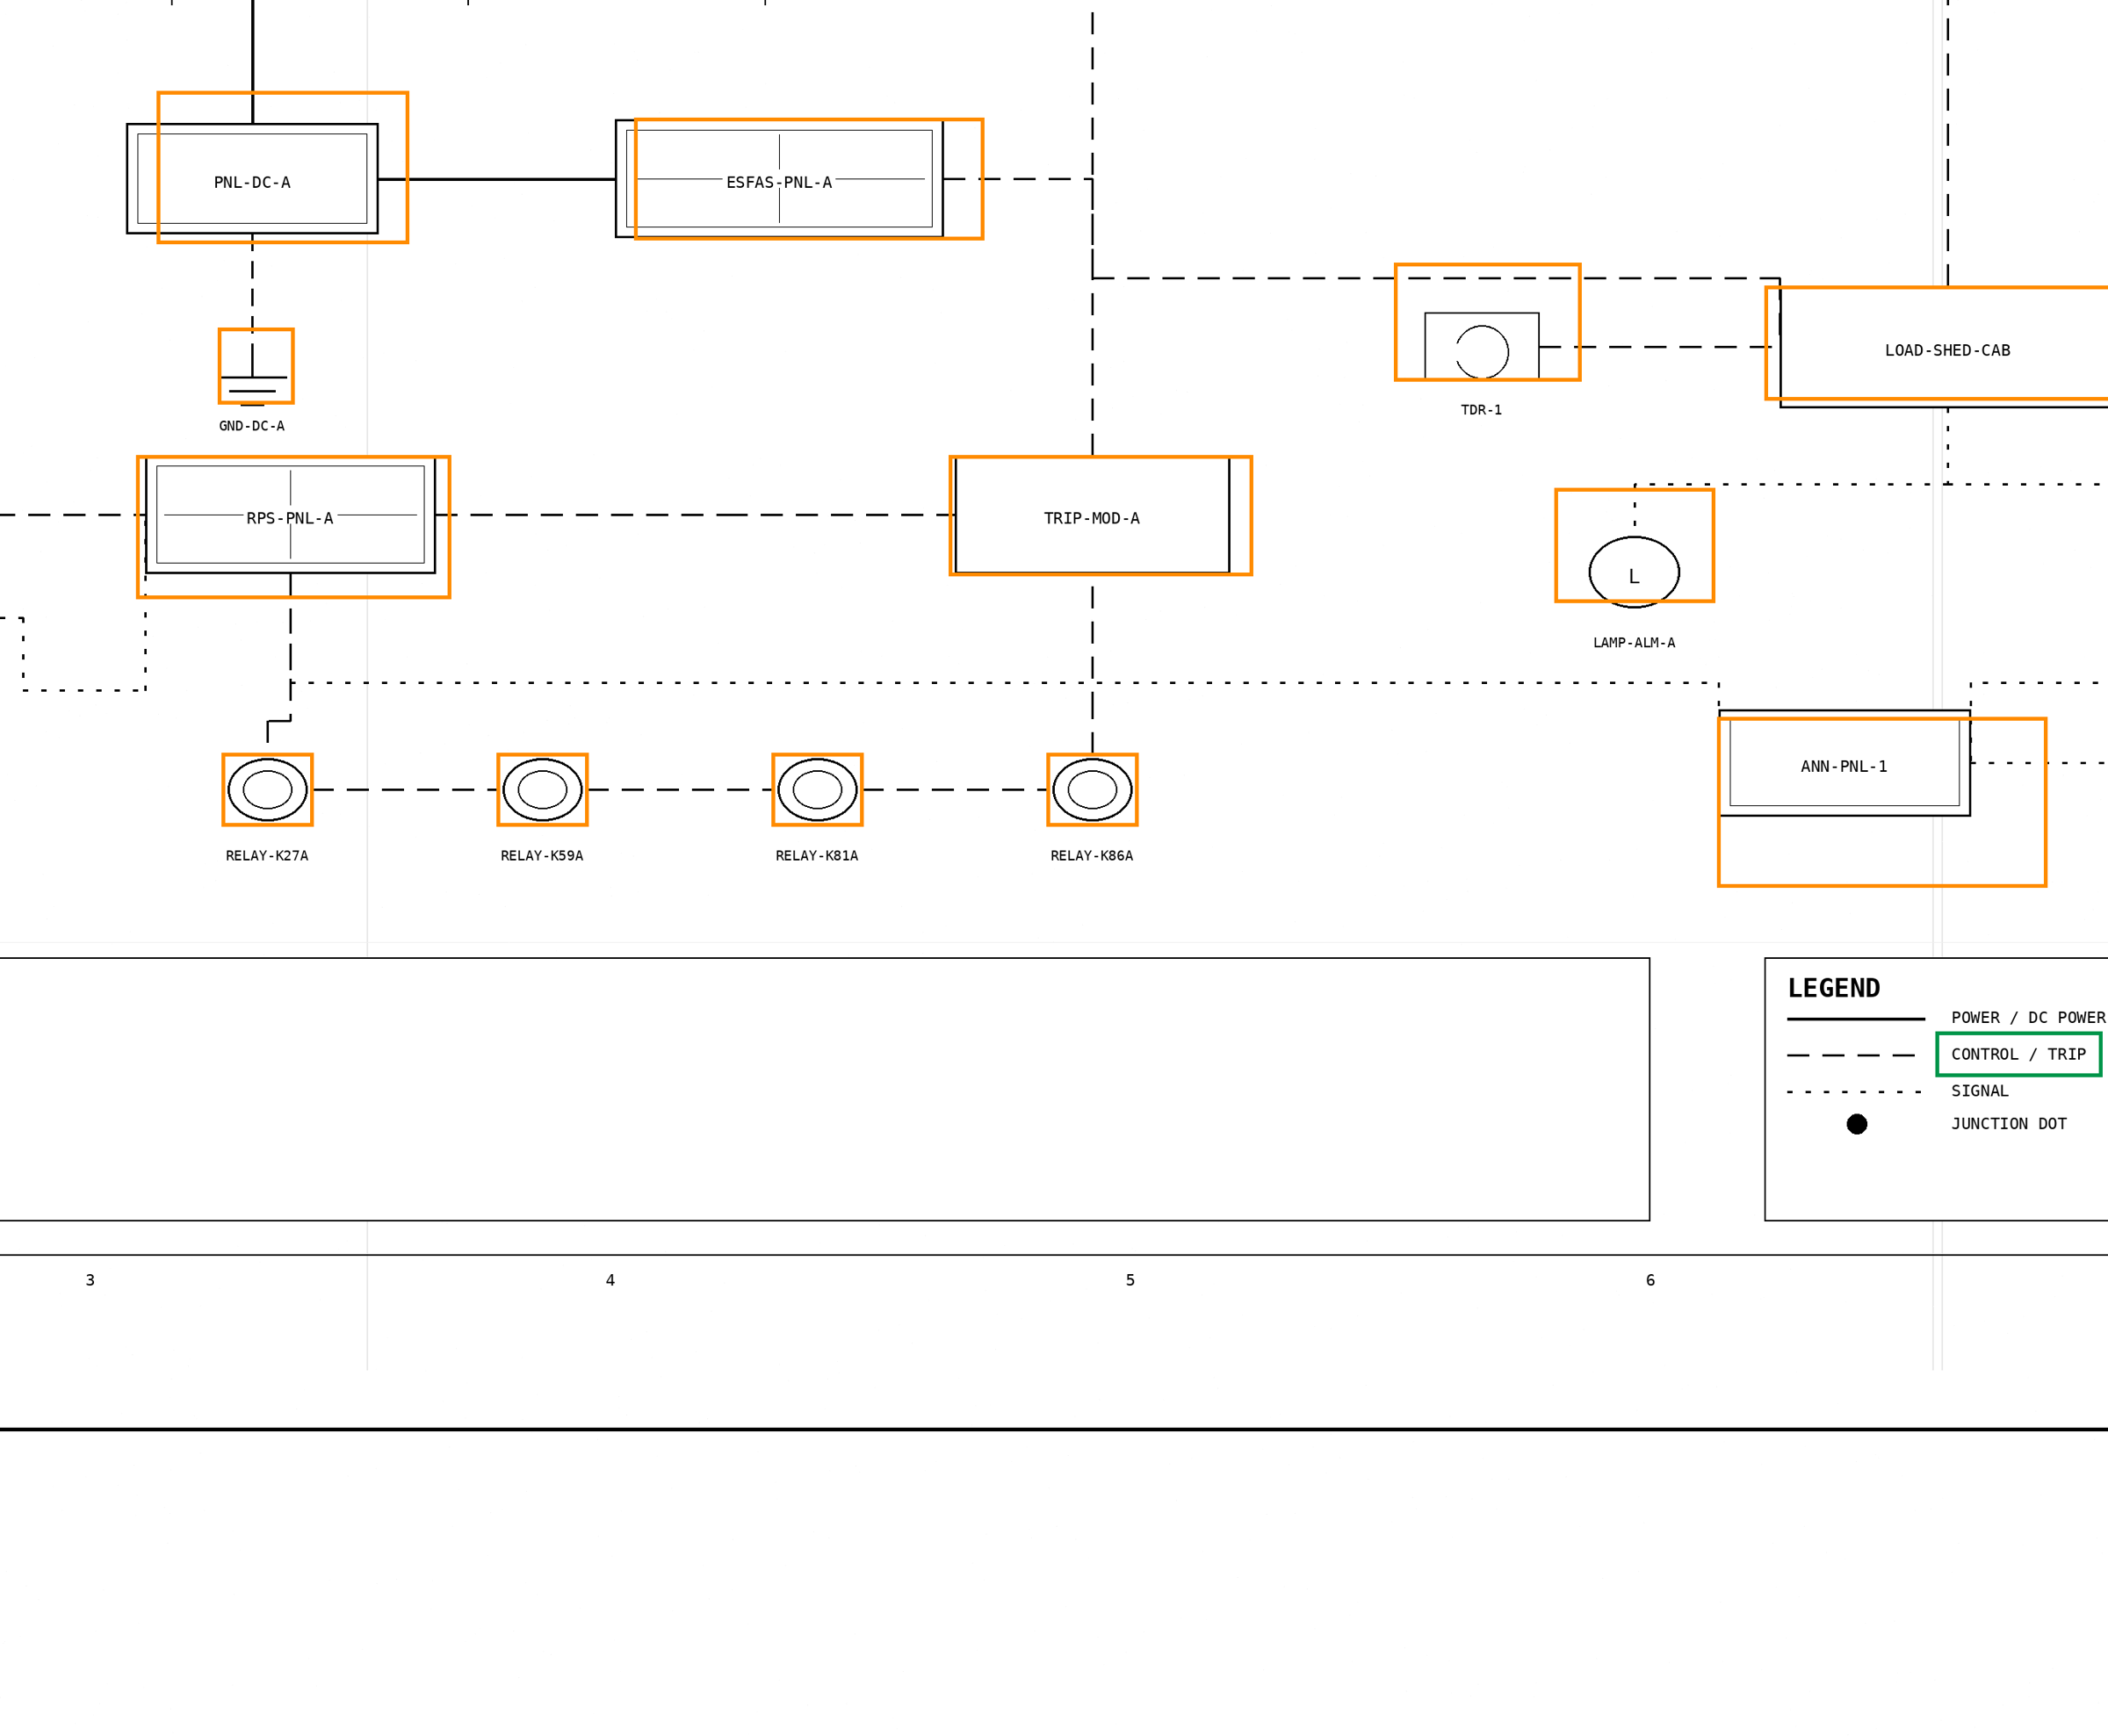 PNL-DC-A
ESFAS-PNL-A
LOAD-SHED-CAB
TDR-1
GND-DC-A
RPS-PNL-A
TRIP-MOD-A
L
LAMP-ALM-A
ANN-PNL-1
RELAY-K27A
RELAY-K59A
RELAY-K81A
RELAY-K86A
LEGEND
POWER / DC POWER
CONTROL / TRIP
SIGNAL
JUNCTION DOT
3
4
5
6